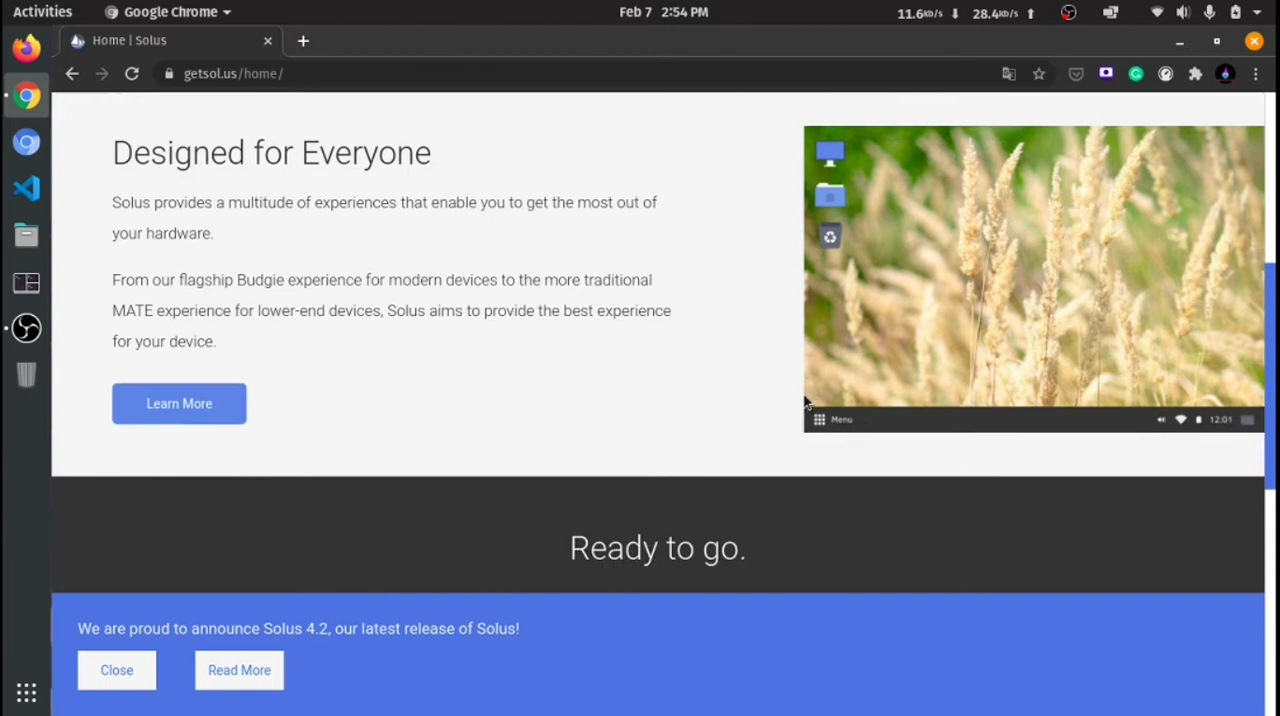 Activities
Google Chrome
Feb 7 2:54 PM
11.6kb/s
28.4kb/s
Home | Solus
getsol.us/home/
Designed for Everyone
Solus provides a multitude of experiences that enable you to get the most out of
your hardware.
From our flagship Budgie experience for modern devices to the more traditional
MATE experience for lower-end devices, Solus aims to provide the best experience
for your device.
Learn More
Menu
12:01
Ready to go.
We are proud to announce Solus 4.2, our latest release of Solus!
Close
Read More